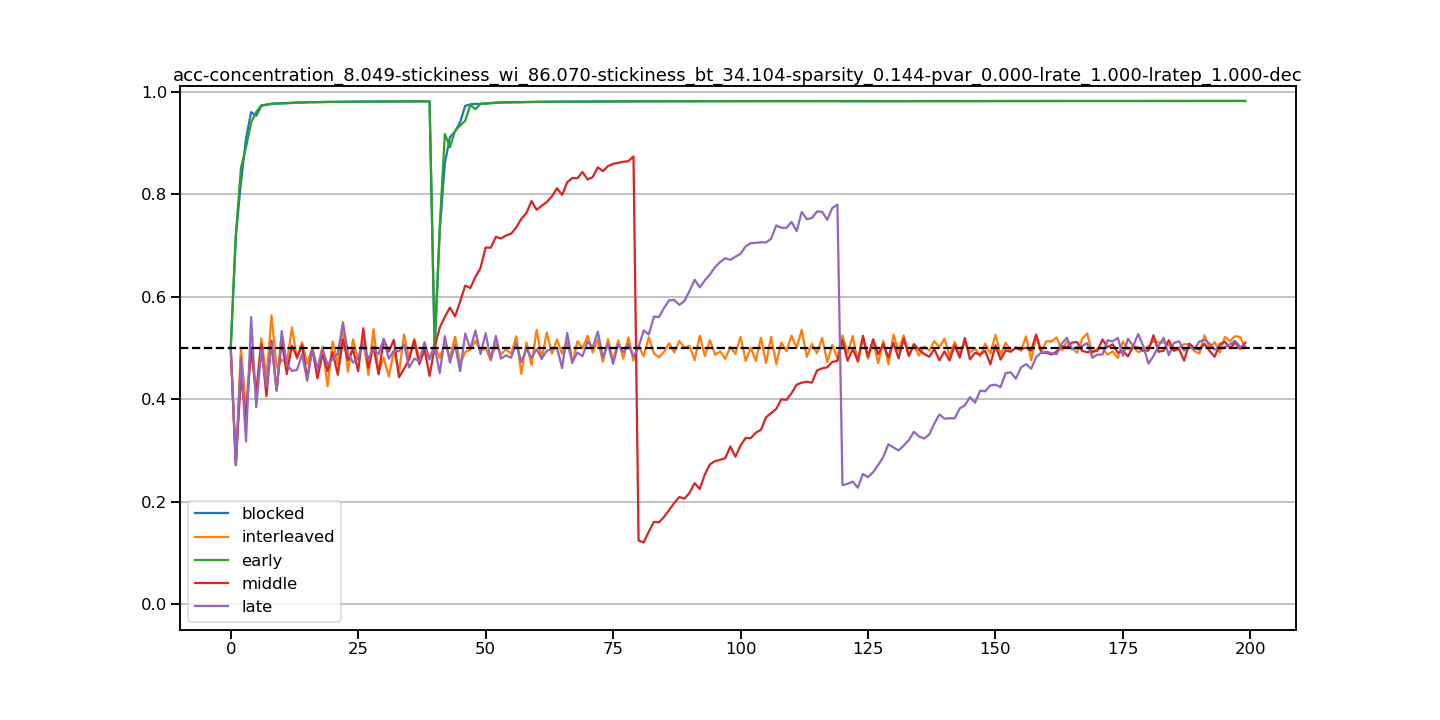 acc-concentration_8.049-stickiness_wi_86.070-stickiness_bt_34.104-sparsity_0.144-pvar_0.000-lrate_1.000-lratep_1.000-dec
1.0
0.8
0.6
0.4
0.2
0.0
blocked
interleaved
early
middle
late
0 25 50 75 100 125 150 175 200